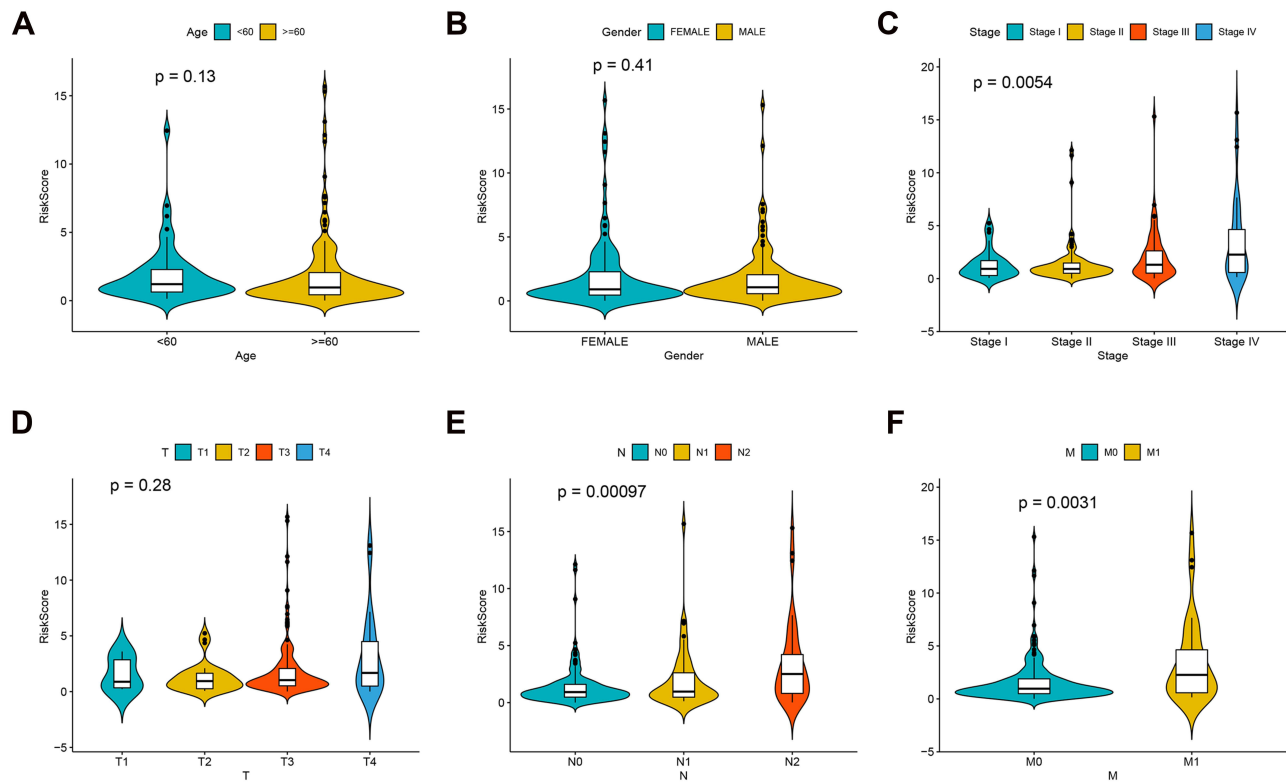 A
Age <60 >=60
p = 0.13
15
10
5
0
RiskScore
<60 >=60
Age
B
Gender FEMALE MALE
p = 0.41
15
10
5
0
RiskScore
FEMALE MALE
Gender
C
Stage Stage I Stage II Stage III Stage IV
p = 0.0054
20
15
10
5
0
−5
RiskScore
Stage I Stage II Stage III Stage IV
Stage
D
T T1 T2 T3 T4
p = 0.28
15
10
5
0
−5
RiskScore
T1 T2 T3 T4
T
E
N N0 N1 N2
p = 0.00097
15
10
5
0
RiskScore
N0 N1 N2
N
F
M M0 M1
p = 0.0031
20
15
10
5
0
−5
RiskScore
M0 M1
M